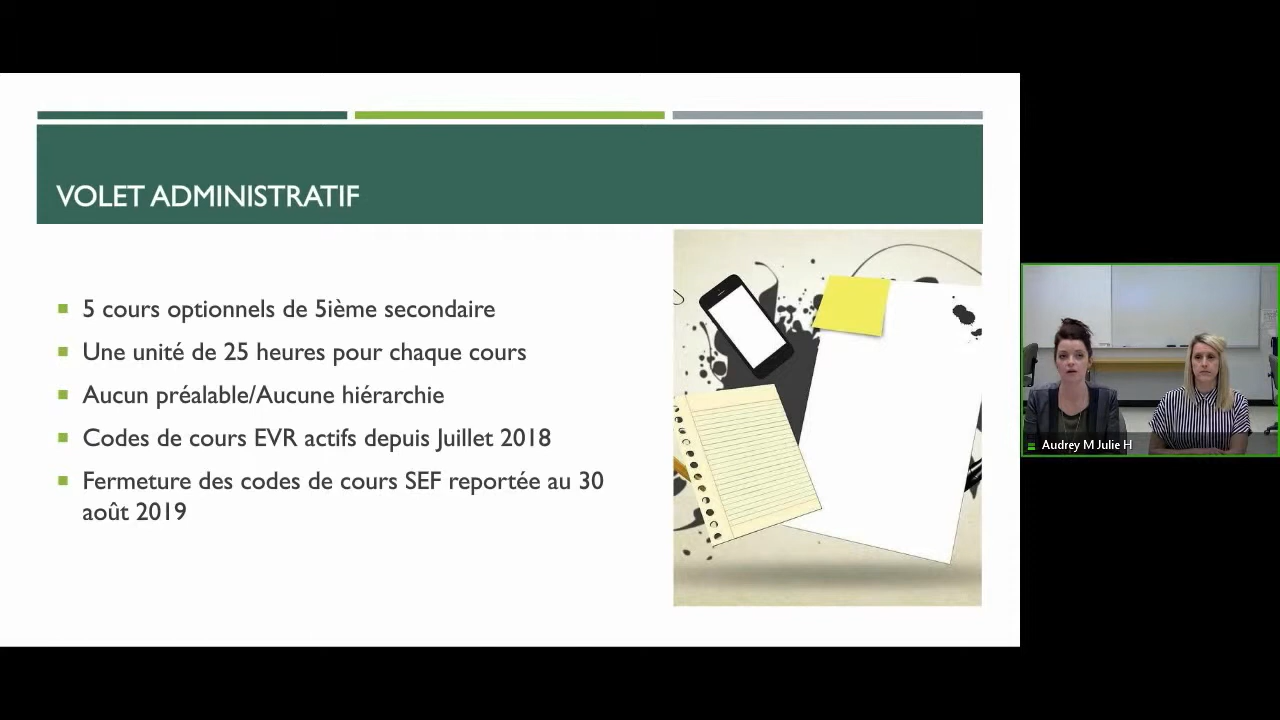 VOLET ADMINISTRATIF
5 cours optionnels de 5ième secondaire
Une unité de 25 heures pour chaque cours
Aucun préalable/Aucune hiérarchie
Codes de cours EVR actifs depuis Juillet 2018
Fermeture des codes de cours SEF reportée au 30
août 2019
Audrey M Julie H